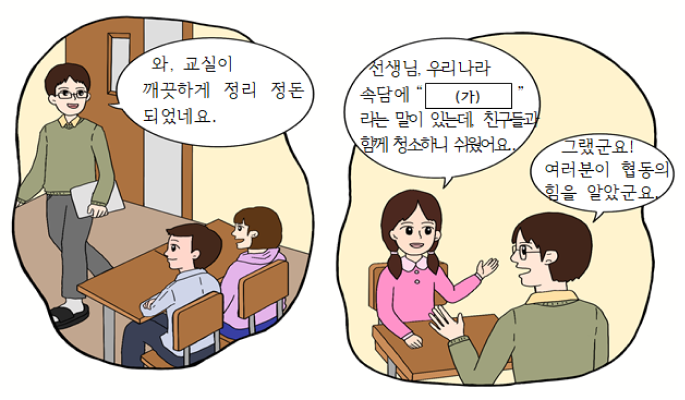 와, 교실이
깨끗하게 정리 정돈
되었네요.
선생님, 우리나라
속담에 “ (가) ”
라는 말이 있는데, 친구들과
함께 청소하니 쉬웠어요.
그랬군요!
여러분이 협동의
힘을 알았군요.